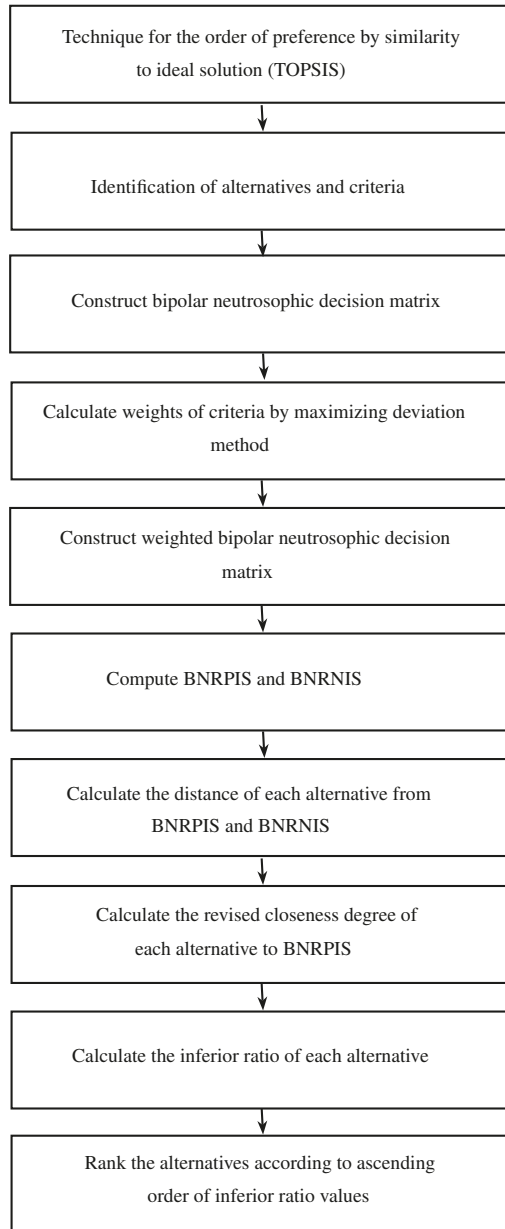 Technique for the order of preference by similarity
to ideal solution (TOPSIS)
Identification of alternatives and criteria
Construct bipolar neutrosophic decision matrix
Calculate weights of criteria by maximizing deviation
method
Construct weighted bipolar neutrosophic decision
matrix
Compute BNRPIS and BNRNIS
Calculate the distance of each alternative from
BNRPIS and BNRNIS
Calculate the revised closeness degree of
each alternative to BNRPIS
Calculate the inferior ratio of each alternative
Rank the alternatives according to ascending
order of inferior ratio values